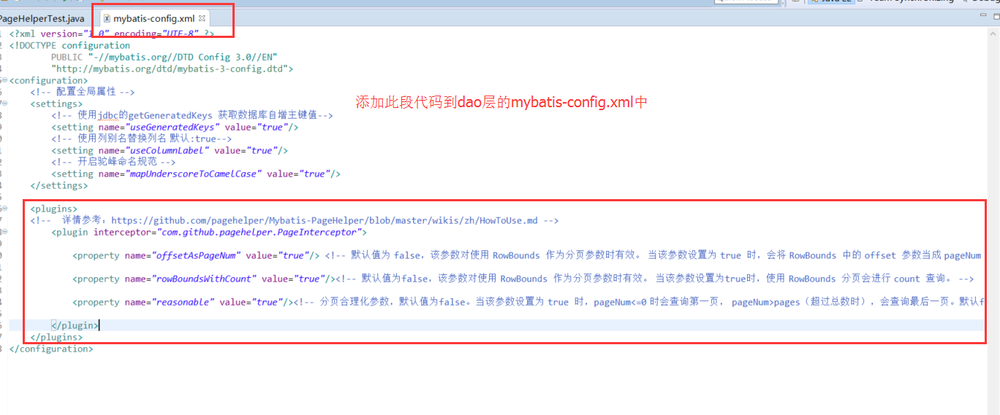 PageHelperTest.java
mybatis-config.xml
<?xml version="1.0" encoding="UTF-8" ?>
<!DOCTYPE configuration
PUBLIC "-//mybatis.org//DTD Config 3.0//EN"
"http://mybatis.org/dtd/mybatis-3-config.dtd">
<configuration>
<!-- 配置全局属性 -->
添加此段代码到dao层的mybatis-config.xml中
<settings>
<!-- 使用jdbc的getGeneratedKeys 获取数据库自增主键值-->
<setting name="useGeneratedKeys" value="true"/>
<!-- 使用列别名替换列名 默认:true-->
<setting name="useColumnLabel" value="true"/>
<!-- 开启驼峰命名规范 -->
<setting name="mapUnderscoreToCamelCase" value="true"/>
</settings>
<plugins>
<!-- 详情参考：https://github.com/pagehelper/Mybatis-PageHelper/blob/master/wikis/zh/HowToUse.md -->
<plugin interceptor="com.github.pagehelper.PageInterceptor">
<property name="offsetAsPageNum" value="true"/> <!-- 默认值为 false，该参数对使用 RowBounds 作为分页参数时有效。 当该参数设置为 true 时，会将 RowBounds 中的 offset 参数当成 pageNum
<property name="rowBoundsWithCount" value="true"/><!-- 默认值为false，该参数对使用 RowBounds 作为分页参数时有效。 当该参数设置为true时，使用 RowBounds 分页会进行 count 查询。 -->
<property name="reasonable" value="true"/><!-- 分页合理化参数，默认值为false。当该参数设置为 true 时，pageNum<=0 时会查询第一页， pageNum>pages（超过总数时），会查询最后一页。默认f
</plugin>
</plugins>
</configuration>